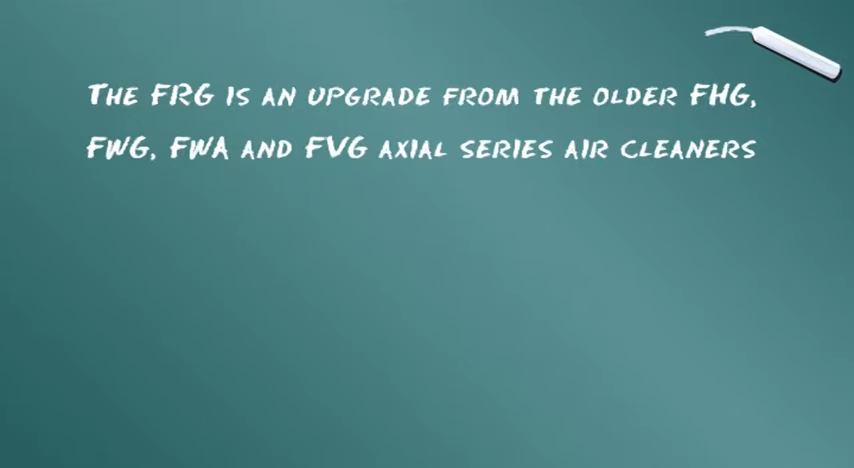 The FRG is an upgrade from the older FHG,
FWG, FWA and FVG axial series air cleaners